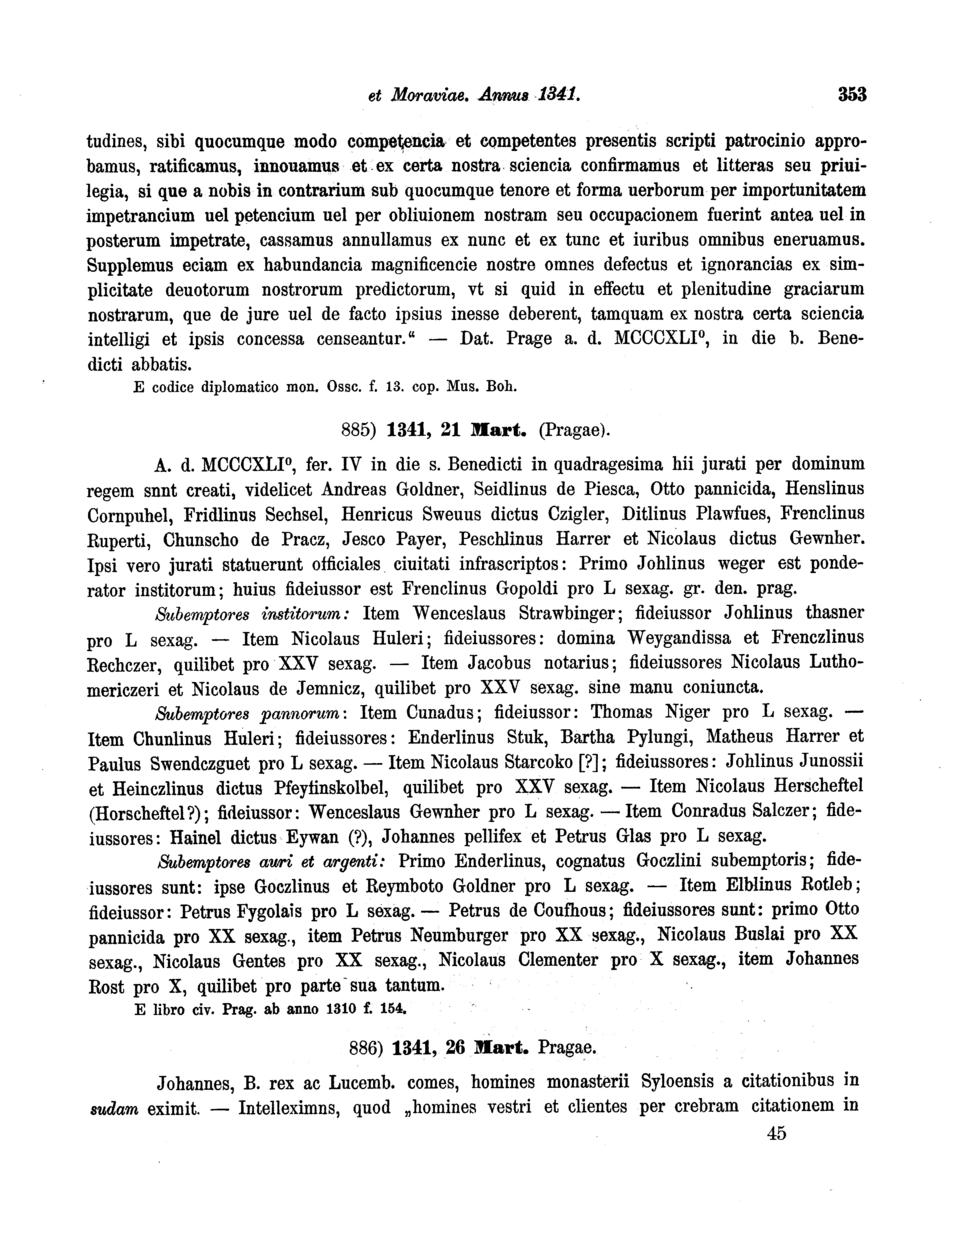 et Moraviae. Annus 1341. 353
tudines, sibi quocumque modo competencia et competentes presentis scripti patrocinio appro-
bamus, ratificamus, innouamus et ex certa nostra sciencia confirmamus et litteras seu priui-
legia, si que a nobis in contrarium sub quocumque tenore et forma uerborum per importunitatem
impetrancium uel petencium uel per obliuionem nostram seu occupacionem fuerint antea uel in
posterum impetrate, cassamus annullamus ex nunc et ex tunc et iuribus omnibus eneruamus.
Supplemus eciam ex habundancia magnificencie nostre omnes defectus et ignorancias ex sim-
plicitate deuotorum nostrorum predictorum, vt si quid in effectu et plenitudine graciarum
nostrarum, que de jure uel de facto ipsius inesse deberent, tamquam ex nostra certa sciencia
intelligi et ipsis concessa censeantur.“ — Dat. Prage a. d. MCCCXLI⁰, in die b. Bene-
dicti abbatis.
E codice diplomatico mon. Ossc. f. 13. cop. Mus. Boh.
885) 1341, 21 Mart. (Pragae).
A. d. MCCCXLI⁰, fer. IV in die s. Benedicti in quadragesima hii jurati per dominum
regem snnt creati, videlicet Andreas Goldner, Seidlinus de Piesca, Otto pannicida, Henslinus
Cornpuhel, Fridlinus Sechsel, Henricus Sweuus dictus Czigler, Ditlinus Plawfues, Frenclinus
Ruperti, Chunscho de Pracz, Jesco Payer, Peschlinus Harrer et Nicolaus dictus Gewnher.
Ipsi vero jurati statuerunt officiales ciuitati infrascriptos: Primo Johlinus weger est ponde-
rator institorum; huius fideiussor est Frenclinus Gopoldi pro L sexag. gr. den. prag.
Subemptores institorum: Item Wenceslaus Strawbinger; fideiussor Johlinus thasner
pro L sexag. — Item Nicolaus Huleri; fideiussores: domina Weygandissa et Frenczlinus
Rechczer, quilibet pro XXV sexag. — Item Jacobus notarius; fideiussores Nicolaus Lutho-
mericzeri et Nicolaus de Jemnicz, quilibet pro XXV sexag. sine manu coniuncta.
Subemptores pannorum: Item Cunadus; fideiussor: Thomas Niger pro L sexag. —
Item Chunlinus Huleri; fideiussores: Enderlinus Stuk, Bartha Pylungi, Matheus Harrer et
Paulus Swendczguet pro L sexag. — Item Nicolaus Starcoko [?]; fideiussores: Johlinus Junossii
et Heinczlinus dictus Pfeyfinskolbel, quilibet pro XXV sexag. — Item Nicolaus Herscheftel
(Horscheftel?); fideiussor: Wenceslaus Gewnher pro L sexag. — Item Conradus Salczer; fide-
iussores: Hainel dictus Eywan (?), Johannes pellifex et Petrus Glas pro L sexag.
Subemptores auri et argenti: Primo Enderlinus, cognatus Goczlini subemptoris; fide-
iussores sunt: ipse Goczlinus et Reymboto Goldner pro L sexag. — Item Elblinus Rotleb;
fideiussor: Petrus Fygolais pro L sexag. — Petrus de Coufhous; fideiussores sunt: primo Otto
pannicida pro XX sexag., item Petrus Neumburger pro XX sexag., Nicolaus Buslai pro XX
sexag., Nicolaus Gentes pro XX sexag., Nicolaus Clementer pro X sexag., item Johannes
Rost pro X, quilibet pro parte sua tantum.
E libro civ. Prag. ab anno 1310 f. 154.
886) 1341, 26 Mart. Pragae.
Johannes, B. rex ac Lucemb. comes, homines monasterii Syloensis a citationibus in
sudam eximit. — Intelleximns, quod „homines vestri et clientes per crebram citationem in
45